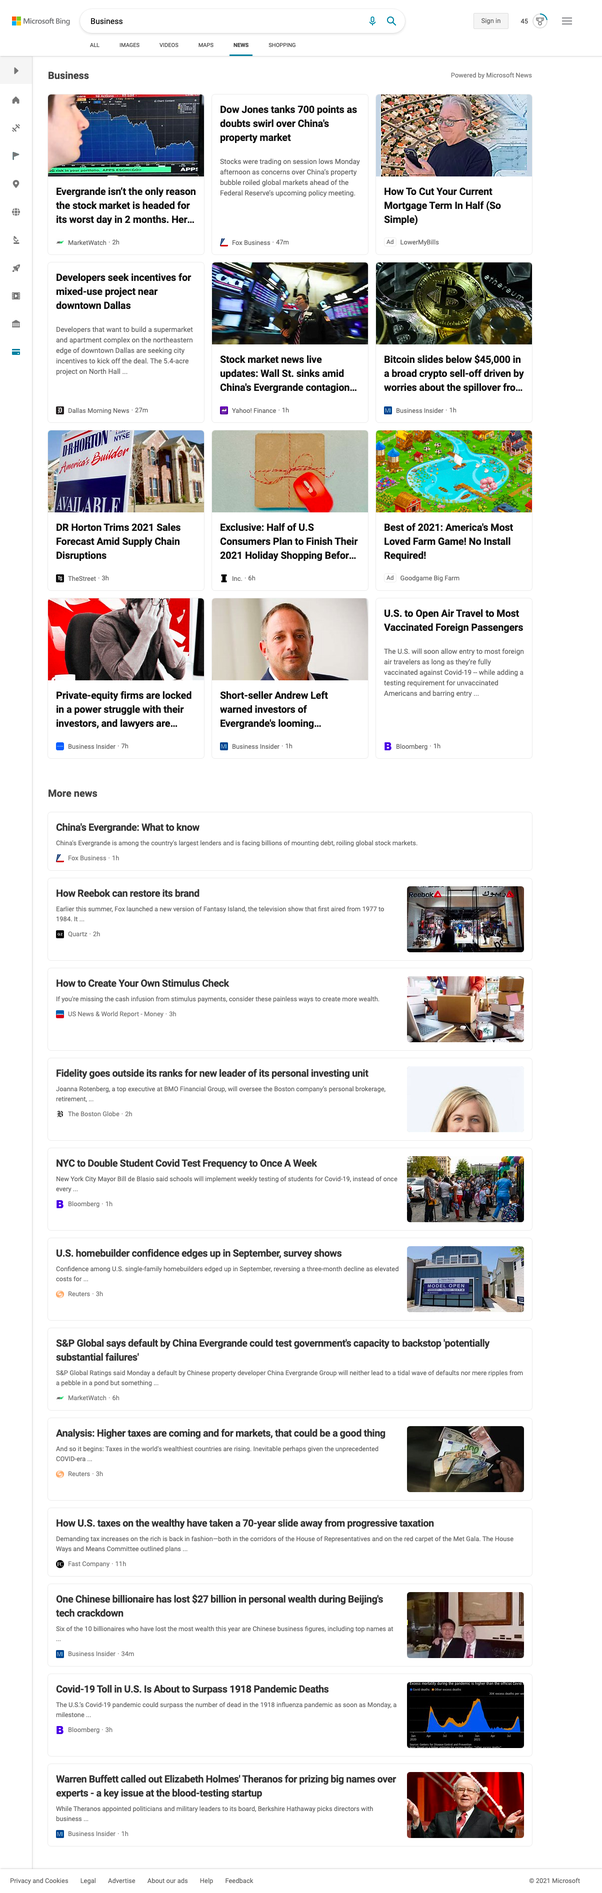 Microsoft Bing
Business
Sign in
45
ALL IMAGES VIDEOS MAPS NEWS SHOPPING
Business
Powered by Microsoft News
Evergrande isn't the only reason
the stock market is headed for
its worst day in 2 months. Her...
MarketWatch · 2h
Dow Jones tanks 700 points as
doubts swirl over China's
property market
Stocks were trading on session lows Monday
afternoon as concerns over China's property
bubble roiled global markets ahead of the
Federal Reserve's upcoming policy meeting.
Fox Business · 47m
How To Cut Your Current
Mortgage Term In Half (So
Simple)
Ad LowerMyBills
Developers seek incentives for
mixed-use project near
downtown Dallas
Developers that want to build a supermarket
and apartment complex on the northeastern
edge of downtown Dallas are seeking city
incentives to kick off the deal. The 5.4-acre
project on North Hall ...
Dallas Morning News · 27m
Stock market news live
updates: Wall St. sinks amid
China's Evergrande contagion...
Yahoo! Finance · 1h
Bitcoin slides below $45,000 in
a broad crypto sell-off driven by
worries about the spillover fro...
Business Insider · 1h
D·R·HORTON
NYSE
America's Builder
AVAILABLE
DR Horton Trims 2021 Sales
Forecast Amid Supply Chain
Disruptions
TheStreet · 3h
Exclusive: Half of U.S
Consumers Plan to Finish Their
2021 Holiday Shopping Befor...
Inc. · 6h
Best of 2021: America's Most
Loved Farm Game! No Install
Required!
Ad Goodgame Big Farm
Private-equity firms are locked
in a power struggle with their
investors, and lawyers are...
Business Insider · 7h
Short-seller Andrew Left
warned investors of
Evergrande's looming...
Business Insider · 1h
U.S. to Open Air Travel to Most
Vaccinated Foreign Passengers
The U.S. will soon allow entry to most foreign
air travelers as long as they're fully
vaccinated against Covid-19 -- while adding a
testing requirement for unvaccinated
Americans and barring entry ...
Bloomberg · 1h
More news
China's Evergrande: What to know
China's Evergrande is among the country's largest lenders and is facing billions of mounting debt, roiling global stock markets.
Fox Business · 1h
How Reebok can restore its brand
Earlier this summer, Fox launched a new version of Fantasy Island, the television show that first aired from 1977 to
1984. It ...
Quartz · 2h
Reebok
How to Create Your Own Stimulus Check
If you're missing the cash infusion from stimulus payments, consider these painless ways to create more wealth.
US News & World Report - Money · 3h
Fidelity goes outside its ranks for new leader of its personal investing unit
Joanna Rotenberg, a top executive at BMO Financial Group, will oversee the Boston company's personal brokerage,
retirement, ...
The Boston Globe · 2h
NYC to Double Student Covid Test Frequency to Once A Week
New York City Mayor Bill de Blasio said schools will implement weekly testing of students for Covid-19, instead of once
every ...
Bloomberg · 1h
U.S. homebuilder confidence edges up in September, survey shows
Confidence among U.S. single-family homebuilders edged up in September, reversing a three-month decline as elevated
costs for ...
Reuters · 3h
MODEL OPEN
S&P Global says default by China Evergrande could test government's capacity to backstop 'potentially
substantial failures'
S&P Global Ratings said Monday a default by Chinese property developer China Evergrande Group will neither lead to a tidal wave of defaults nor mere ripples from
a pebble in a pond but something ...
MarketWatch · 6h
Analysis: Higher taxes are coming and for markets, that could be a good thing
And so it begins: Taxes in the world's wealthiest countries are rising. Inevitable perhaps given the unprecedented
COVID-era ...
Reuters · 3h
How U.S. taxes on the wealthy have taken a 70-year slide away from progressive taxation
Demanding tax increases on the rich is back in fashion—both in the corridors of the House of Representatives and on the red carpet of the Met Gala. The House
Ways and Means Committee outlined plans ...
Fast Company · 11h
One Chinese billionaire has lost $27 billion in personal wealth during Beijing's
tech crackdown
Six of the 10 billionaires who have lost the most wealth this year are Chinese business figures, including top names at
...
Business Insider · 34m
Covid-19 Toll in U.S. Is About to Surpass 1918 Pandemic Deaths
The U.S.'s Covid-19 pandemic could surpass the number of dead in the 1918 influenza pandemic as soon as Monday, a
milestone ...
Bloomberg · 3h
Warren Buffett called out Elizabeth Holmes' Theranos for prizing big names over
experts - a key issue at the blood-testing startup
While Theranos appointed politicians and military leaders to its board, Berkshire Hathaway picks directors with
business ...
Business Insider · 1h
Privacy and Cookies Legal Advertise About our ads Help Feedback
© 2021 Microsoft